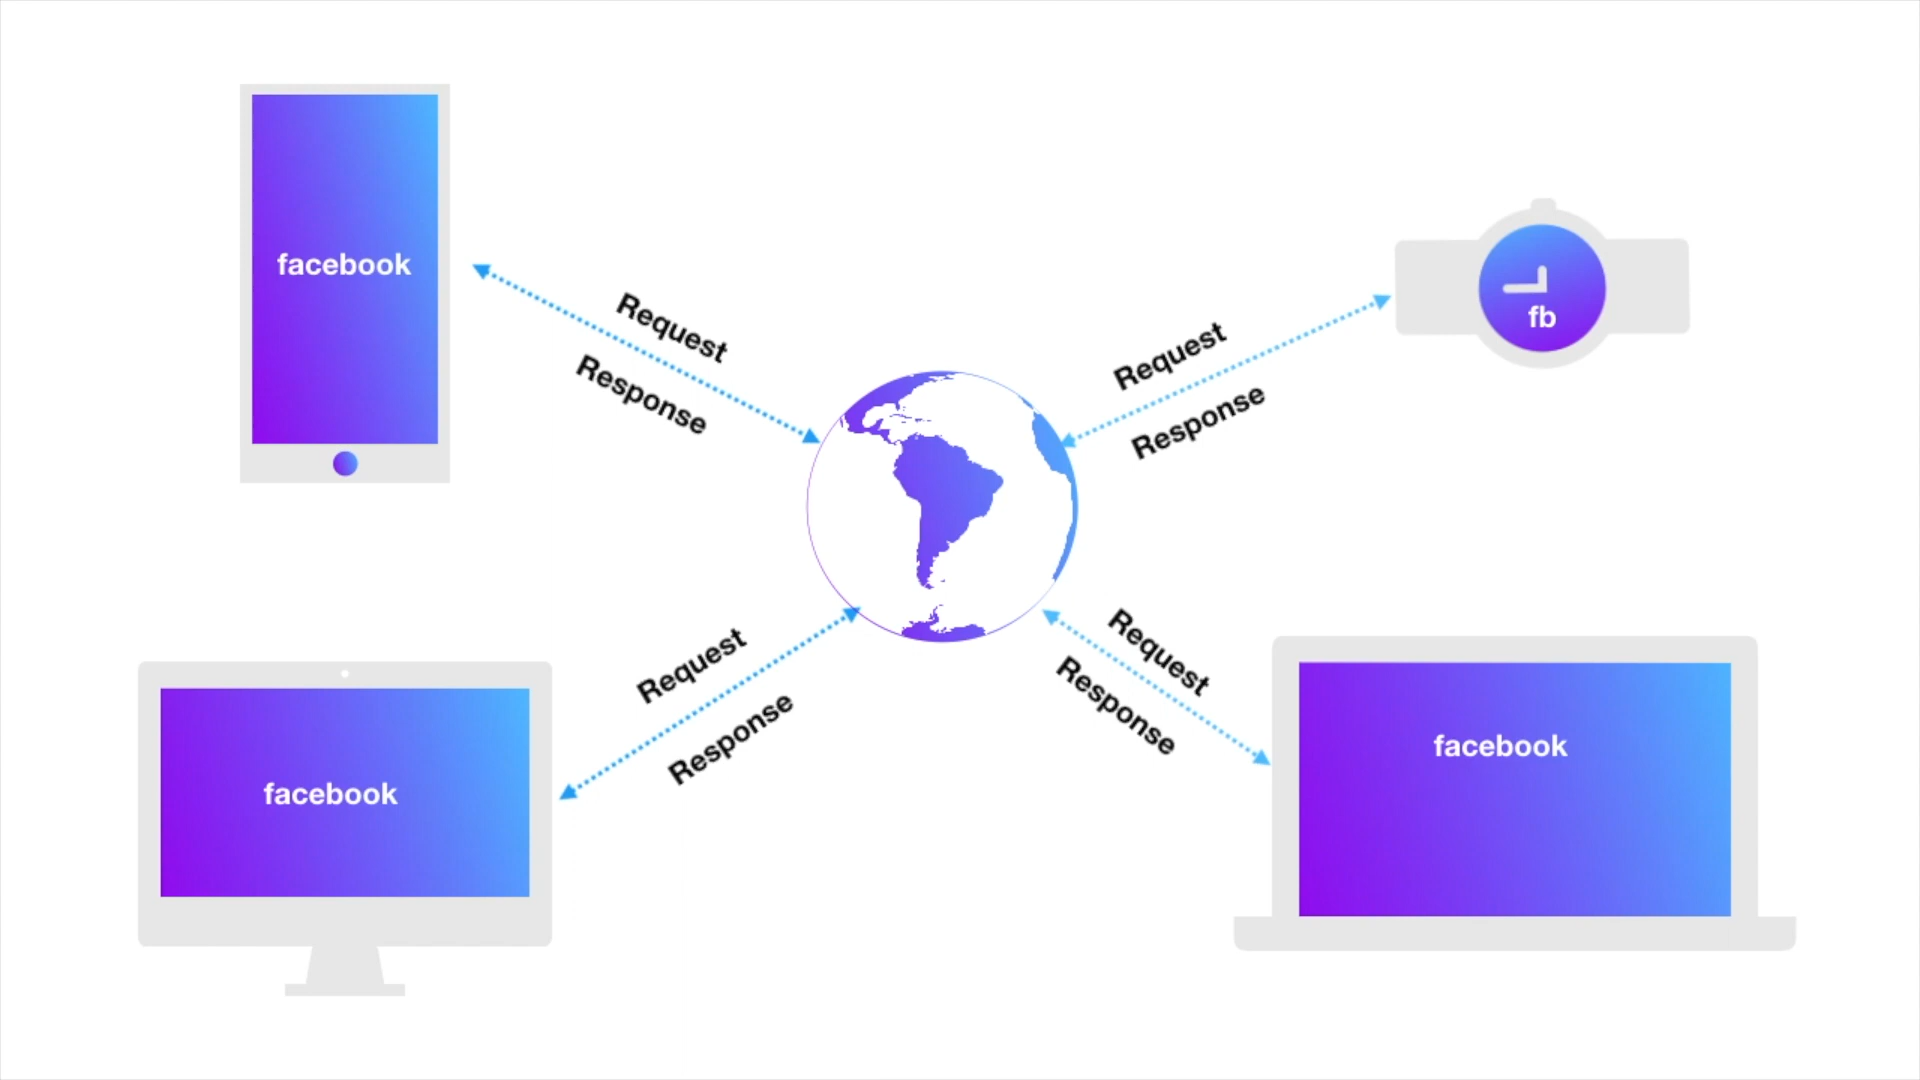 facebook
Request
Response
fb
Request
Response
facebook
Request
Response
facebook
Request
Response